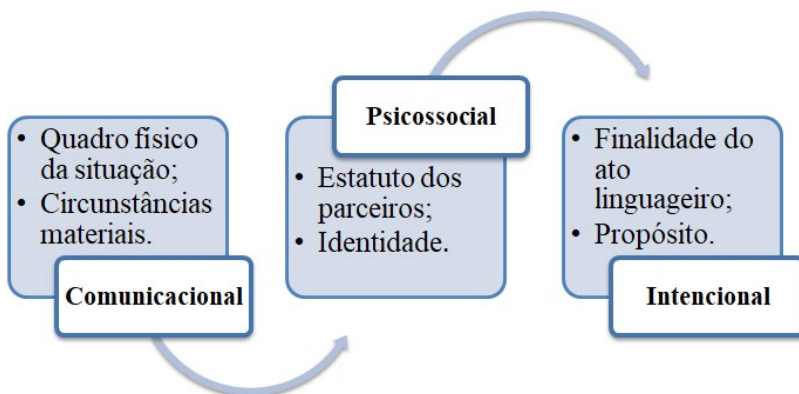 • Quadro físico
da situação;
• Circunstâncias
materiais.
Comunicacional
Psicossocial
• Estatuto dos
parceiros;
• Identidade.
• Finalidade do
ato
linguageiro;
• Propósito.
Intencional